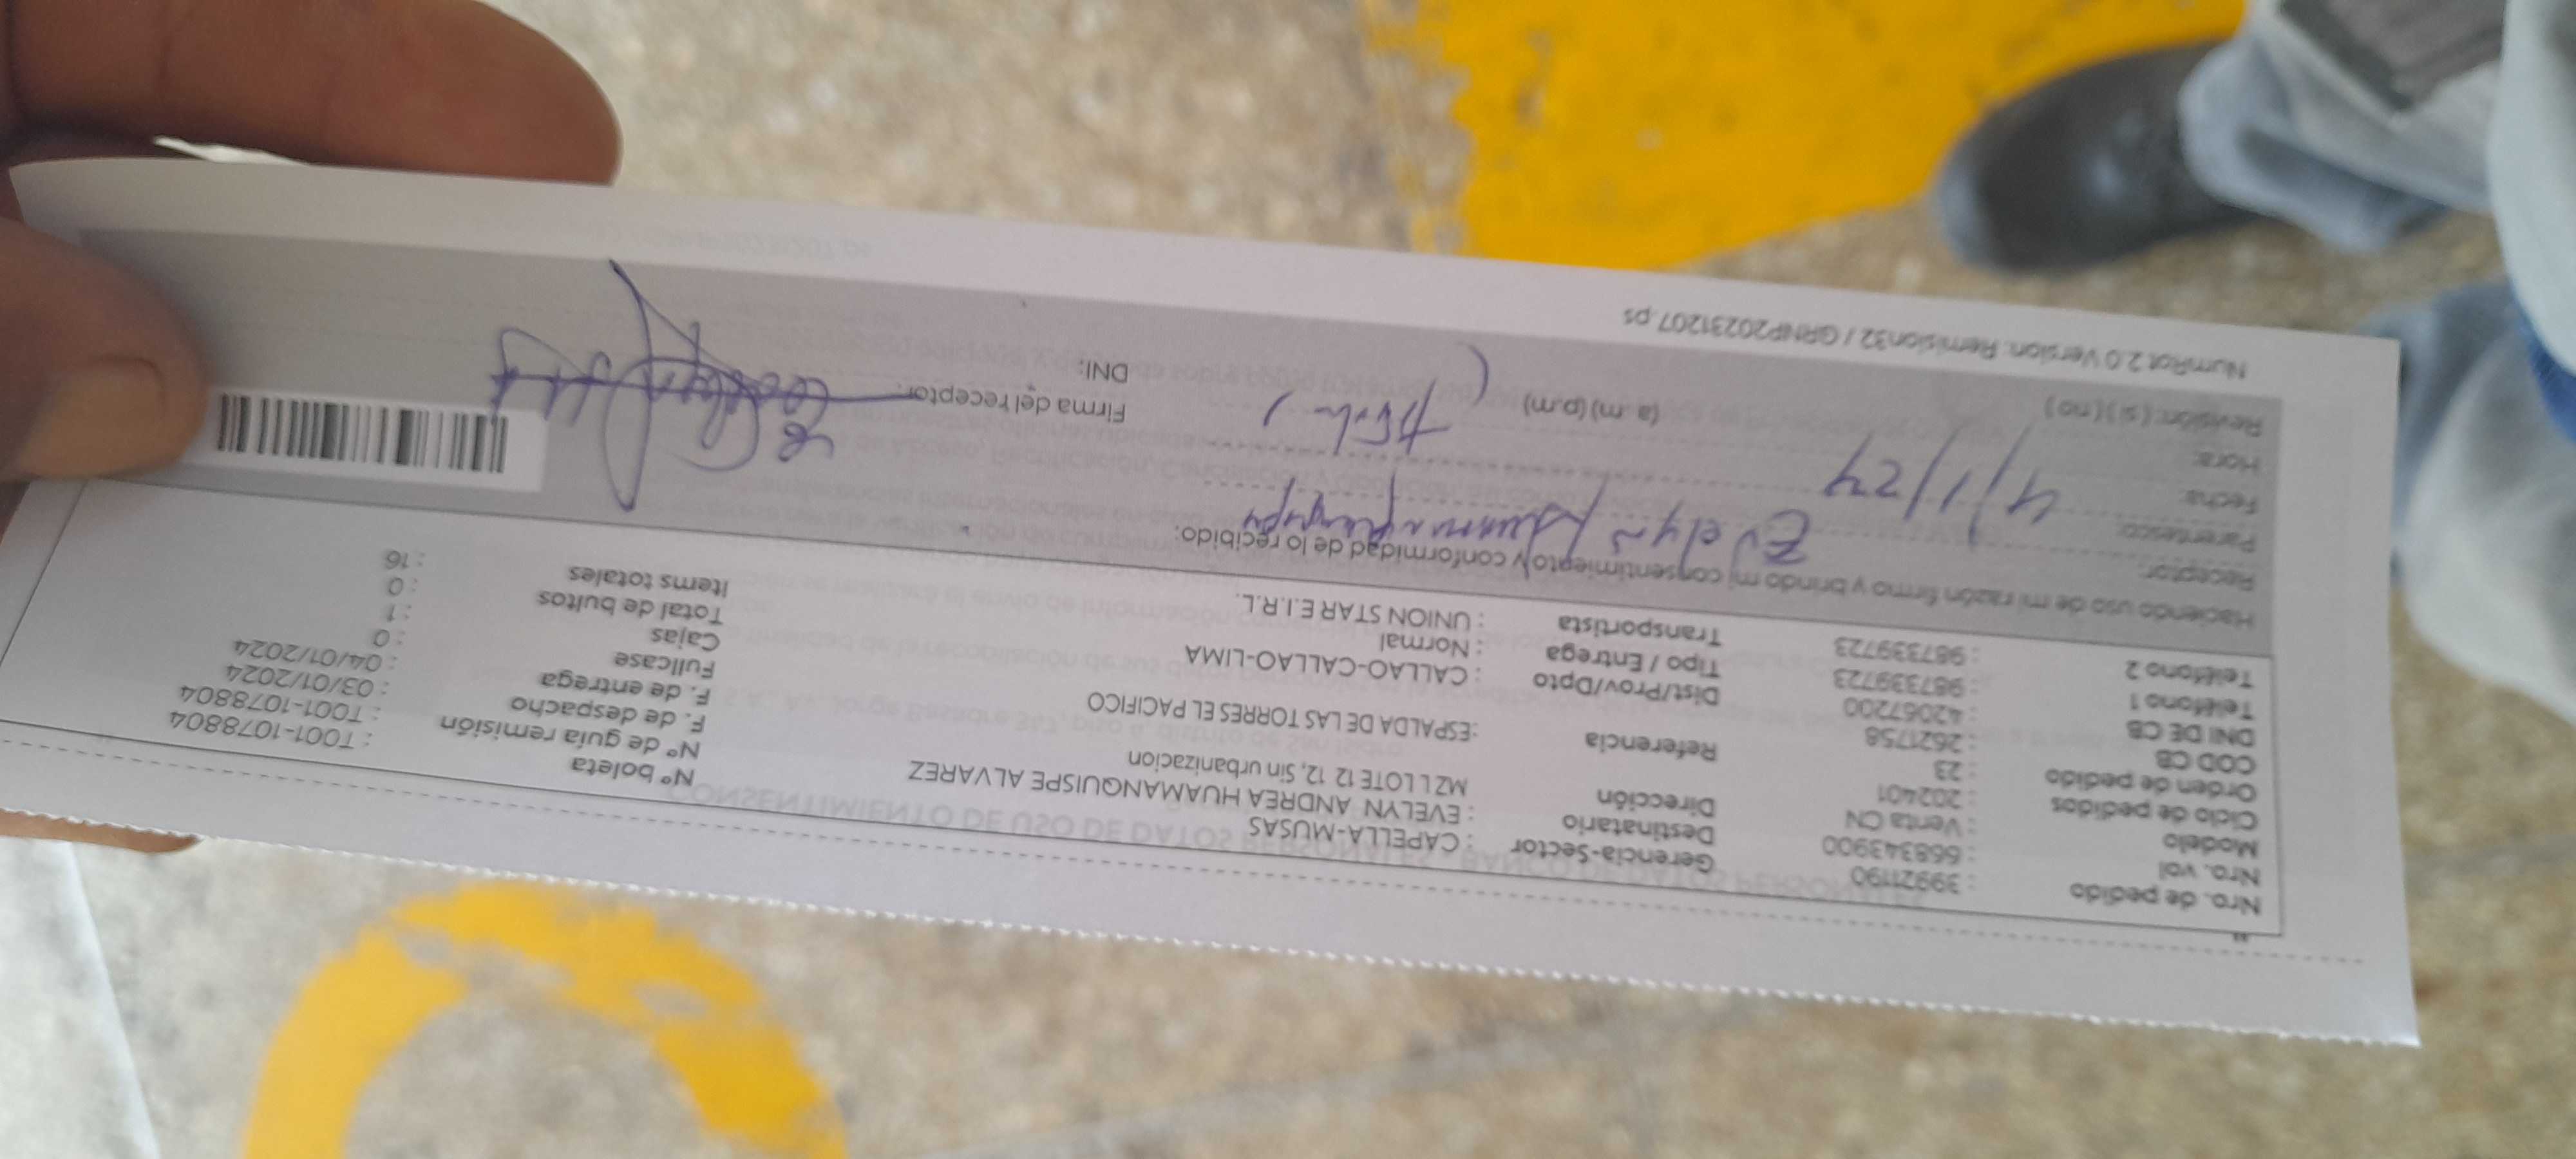 Nro. de pedido : 39921190
Nro. vol : 668343900
Modelo : Venta CN
Ciclo de pedidos : 202401
Orden de pedido : 23
COD CB : 2621758
DNI DE CB : 42067200
Teléfono 1 : 987339723
Teléfono 2 : 987339723
Gerencia-Sector : CAPELLA-MUSAS
Destinatario : EVELYN ANDREA HUAMANQUISPE ALVAREZ
Dirección MZ L LOTE 12 12, Sin urbanizacion
Referencia :ESPALDA DE LAS TORRES EL PACIFICO
Dist/Prov/Dpto : CALLAO-CALLAO-LIMA
Tipo / Entrega : Normal
Transportista : UNION STAR E.I.R.L.
Nº boleta : T001-1078804
Nº de guía remisión : T001-1078804
F. de despacho : 03/01/2024
F. de entrega : 04/01/2024
Fullcase : 0
Cajas : 1
Total de bultos : 0
Items totales : 16
Haciendo uso de mi razón firmo y brindo mi consentimiento y conformidad de lo recibido:
Receptor: Evelyn
Parentesco:
Fecha: 4/1/24
Hora: (a.m) (p.m)
Revisión: (si) (no)
Firma del receptor:
DNI:
NumRot 2.0 Version: Remision32 / GRNP20231207.ps